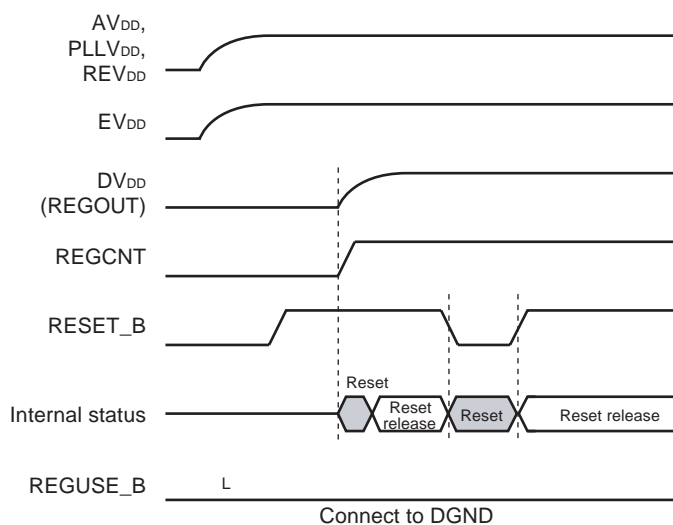 AVDD,
PLLVDD,
REVDD
EVDD
DVDD
(REGOUT)
REGCNT
RESET_B
Reset
Internal status
Reset
release
Reset
Reset release
REGUSE_B
L
Connect to DGND